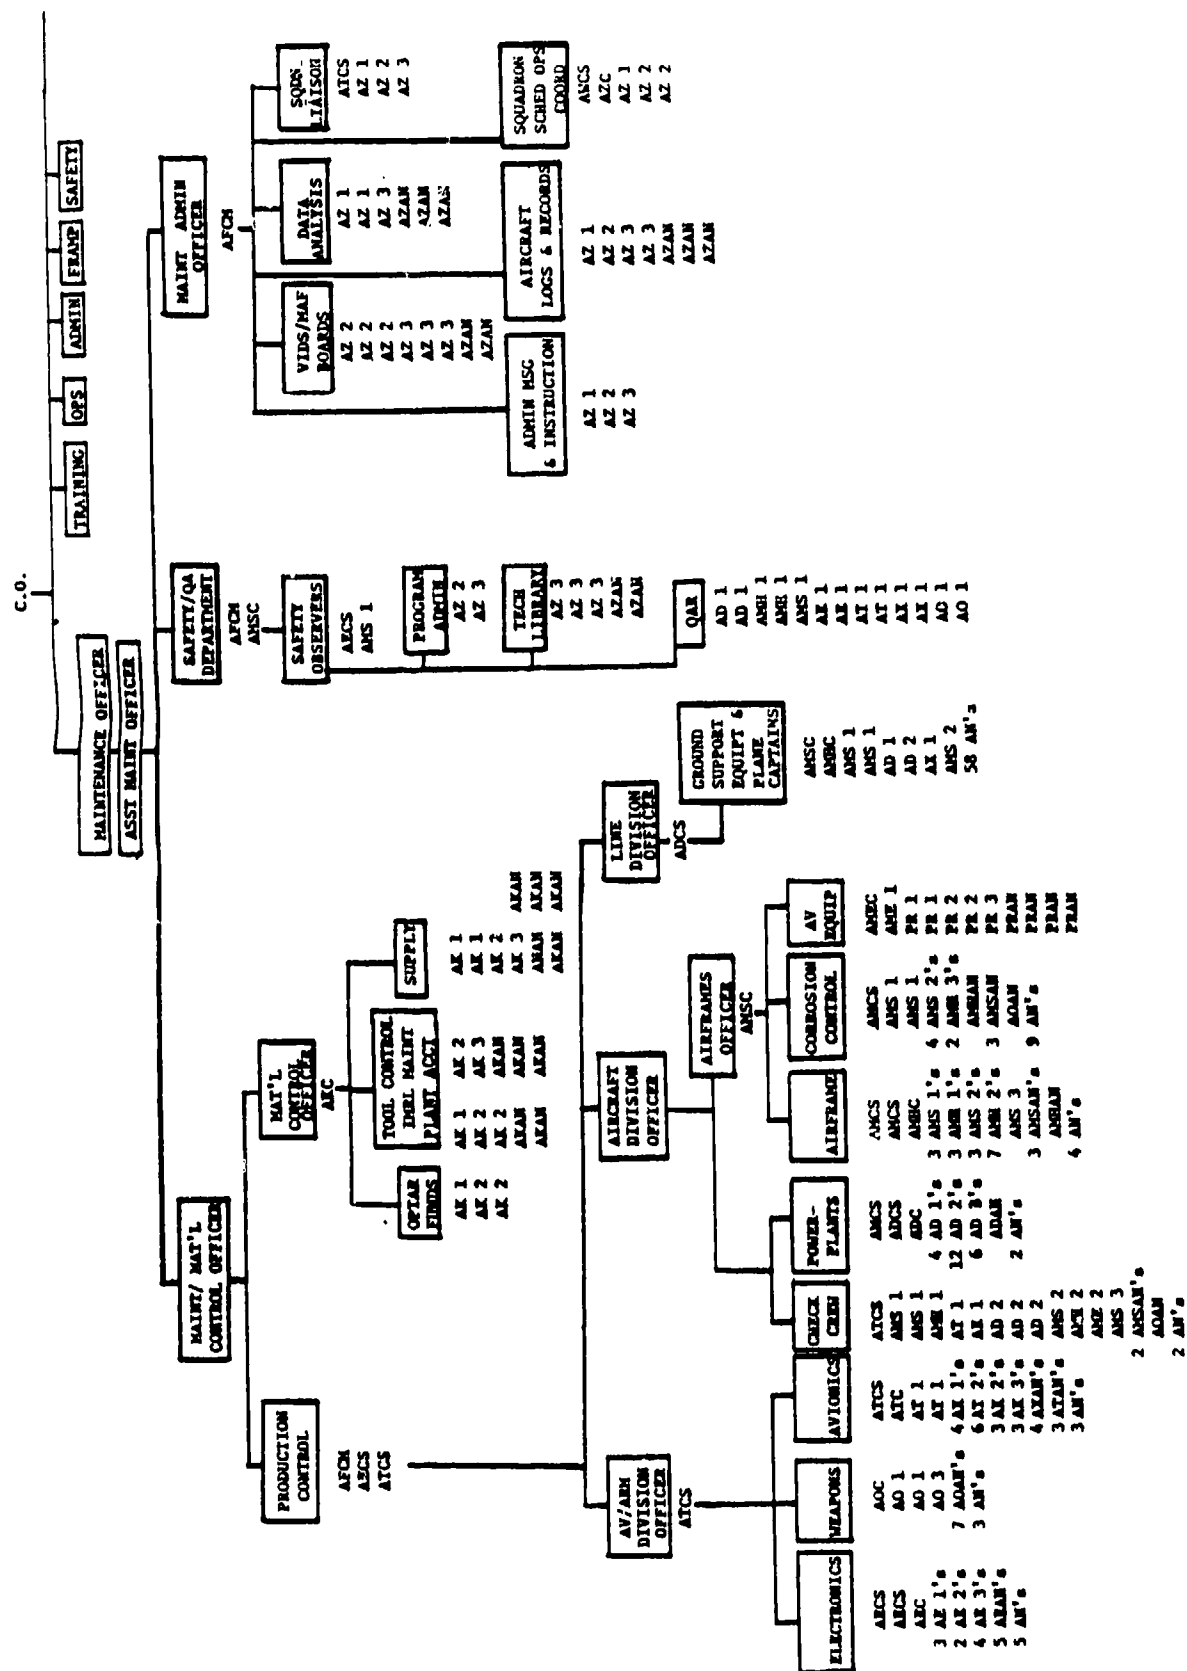 C.O.
TRAINING
OPS
ADMIN
FRAMP
SAFETY
MAINTENANCE OFFICER
ASST MAINT OFFICER
MAINT/ MAT'L
CONTROL OFFICER
PRODUCTION
CONTROL
AFCM
AECS
ATCS
MAT'L
CONTROL
OFFICER
AKC
OPTAR
FUNDS
AK 1
AK 2
AK 2
TOOL CONTROL
IMRL MAINT
PLANT ACCT
AK 1 AK 2
AK 2 AK 3
AK 2 AKAN
AKAN AKAN
AKAN AKAN
SUPPLY
AK 1
AK 1
AK 2
AK 3 AKAN
AKAN
AKAN AKAN
AV/ARM
DIVISION
OFFICER
ATCS
ELECTRONICS
AECS
AECS
AEC
3 AE 1's
2 AE 2's
4 AE 3's
5 AEAN's
5 AN's
WEAPONS
AOC
AO 1
AO 1
AO 3
7 AOAN's
3 AN's
AVIONICS
ATCS
ATC
AT 1
AT 1
4 AX 1's
6 AT 2's
3 AX 2's
3 AX 3's
4 AXAN's
3 ATAN's
3 AN's
AIRCRAFT
DIVISION
OFFICER
CHECK
CREW
ATCS
AMS 1
AMS 1
AMH 1
AT 1
AE 1
AD 2
AD 2
AD 2
AMS 2
AMH 2
AME 2
AMS 3
2 AMSAN's
AOAN
2 AN's
POWER-
PLANTS
AMCS
ADCS
ADC
4 AD 1's
12 AD 2's
6 AD 3's
ADAN
2 AN's
AIRFRAMES
OFFICER
AMSC
AIRFRAME
AMCS
AMCS
AMHC
3 AMS 1's
3 AMH 1's
3 AMS 2's
7 AMH 2's
AMS 3
3 AMSAN's
AMHAN
4 AN's
CORROSION
CONTROL
AMCS
AMS 1
AMS 1
4 AMS 2's
2 AMH 3's
AMHAN
3 AMSAN
AOAN
9 AN's
AV
EQUIP
AMEC
AME 1
PR 1
PR 1
PR 2
PR 2
PR 3
PRAN
PRAN
PRAN
PRAN
LINE
DIVISION
OFFICER
ADCS
GROUND
SUPPORT
EQUIPT &
PLANE
CAPTAINS
AMSC
AMHC
AMS 1
AMS 1
AD 1
AD 2
AX 1
AMS 2
58 AN's
SAFETY/QA
DEPARTMENT
AFCM
AMSC
SAFETY
OBSERVERS
AECS
AMS 1
PROGRAM
ADMIN
AZ 2
AZ 3
TECH
LIBRARY
AZ 3
AZ 3
AZ 3
AZAN
AZAN
QAR
AD 1
AD 1
AMH 1
AME 1
AMS 1
AE 1
AE 1
AT 1
AT 1
AX 1
AX 1
AO 1
AO 1
MAINT ADMIN
OFFICER
AFCM
VIDS/MAF
BOARDS
AZ 2
AZ 2
AZ 2
AZ 3
AZ 3
AZ 3
AZAN
AZAN
DATA
ANALYSIS
AZ 1
AZ 1
AZ 3
AZAN
AZAN
AZAN
SQDN
LIAISON
ATCS
AZ 1
AZ 2
AZ 3
ADMIN MSG
& INSTRUCTION
AZ 1
AZ 2
AZ 3
AIRCRAFT
LOGS & RECORDS
AZ 1
AZ 2
AZ 3
AZ 3
AZAN
AZAN
AZAN
SQUADRON
SCHED OPS
COORD
AMCS
AZC
AZ 1
AZ 2
AZ 2